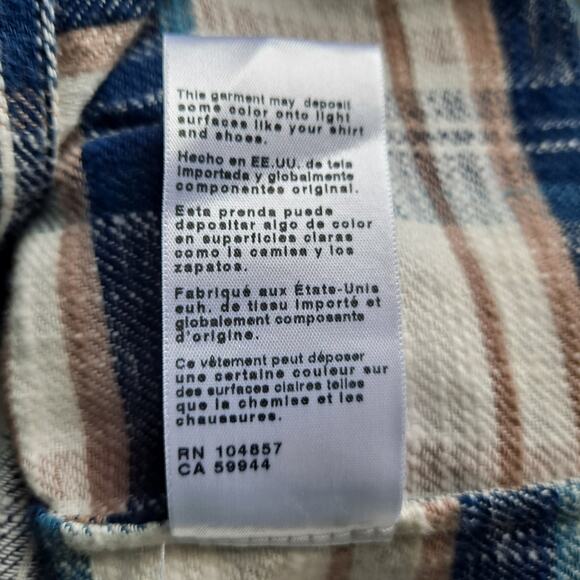 This garment may deposit
some color onto light
surfaces like your shirt
and shoes.
Hecho en EE.UU. de tela
importada y globalmente
componentes original.
Esta prenda puede
depositar algo de color
en superficies claras
como la camisa y los
zapatos.
Fabriqué aux États-Unis
euh. de tissu importé et
globalement composants
d'origine.
Ce vêtement peut déposer
une certaine couleur sur
des surfaces claires telles
que la chemise et les
chaussures.
RN 104657
CA 59944